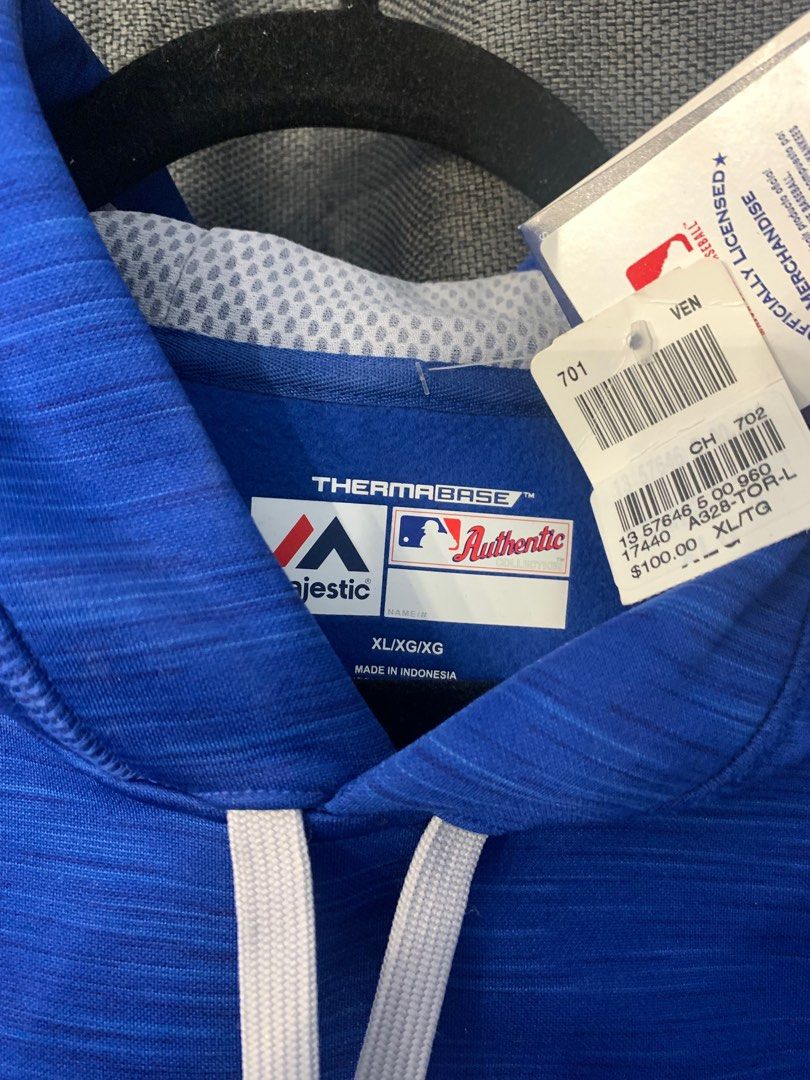 OFFICIALLY LICENSED
MERCHANDISE
701
VEN
CH 702
13 57646 5 00 960
17440 A328-TOR-L
$100.00 XL/TG
THERMABASE™
ajestic®
Authentic
COLLECTION™
NAME/#
XL/XG/XG
MADE IN INDONESIA